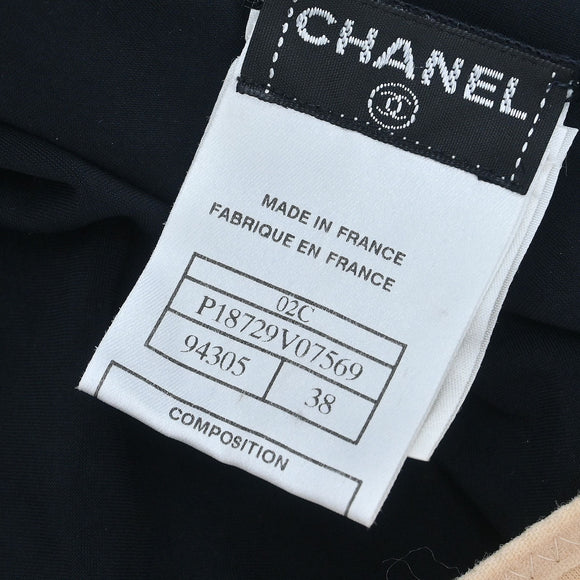 CHANEL
MADE IN FRANCE
FABRIQUE EN FRANCE
02C
P18729V07569
94305 38
COMPOSITION